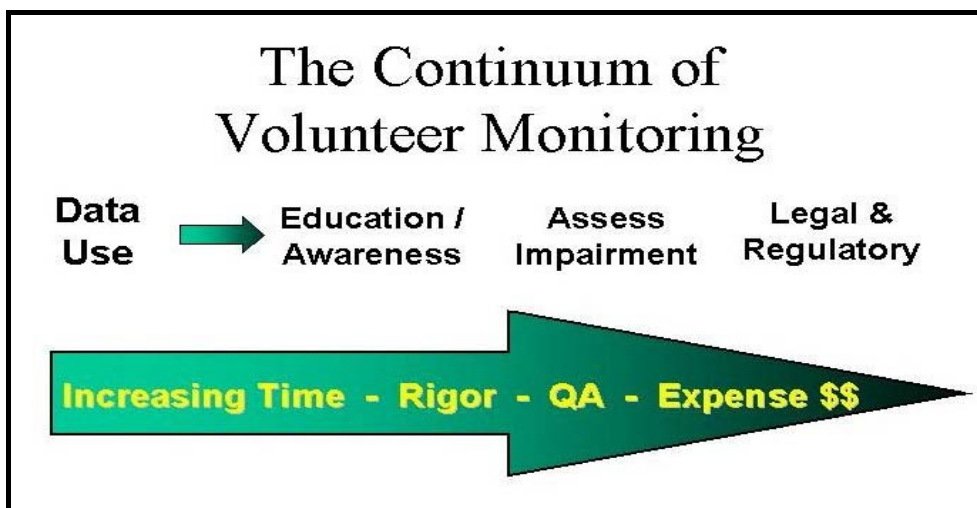 The Continuum of
Volunteer Monitoring
Data
Use
Education /
Awareness
Assess
Impairment
Legal &
Regulatory
Increasing Time - Rigor - QA - Expense $$